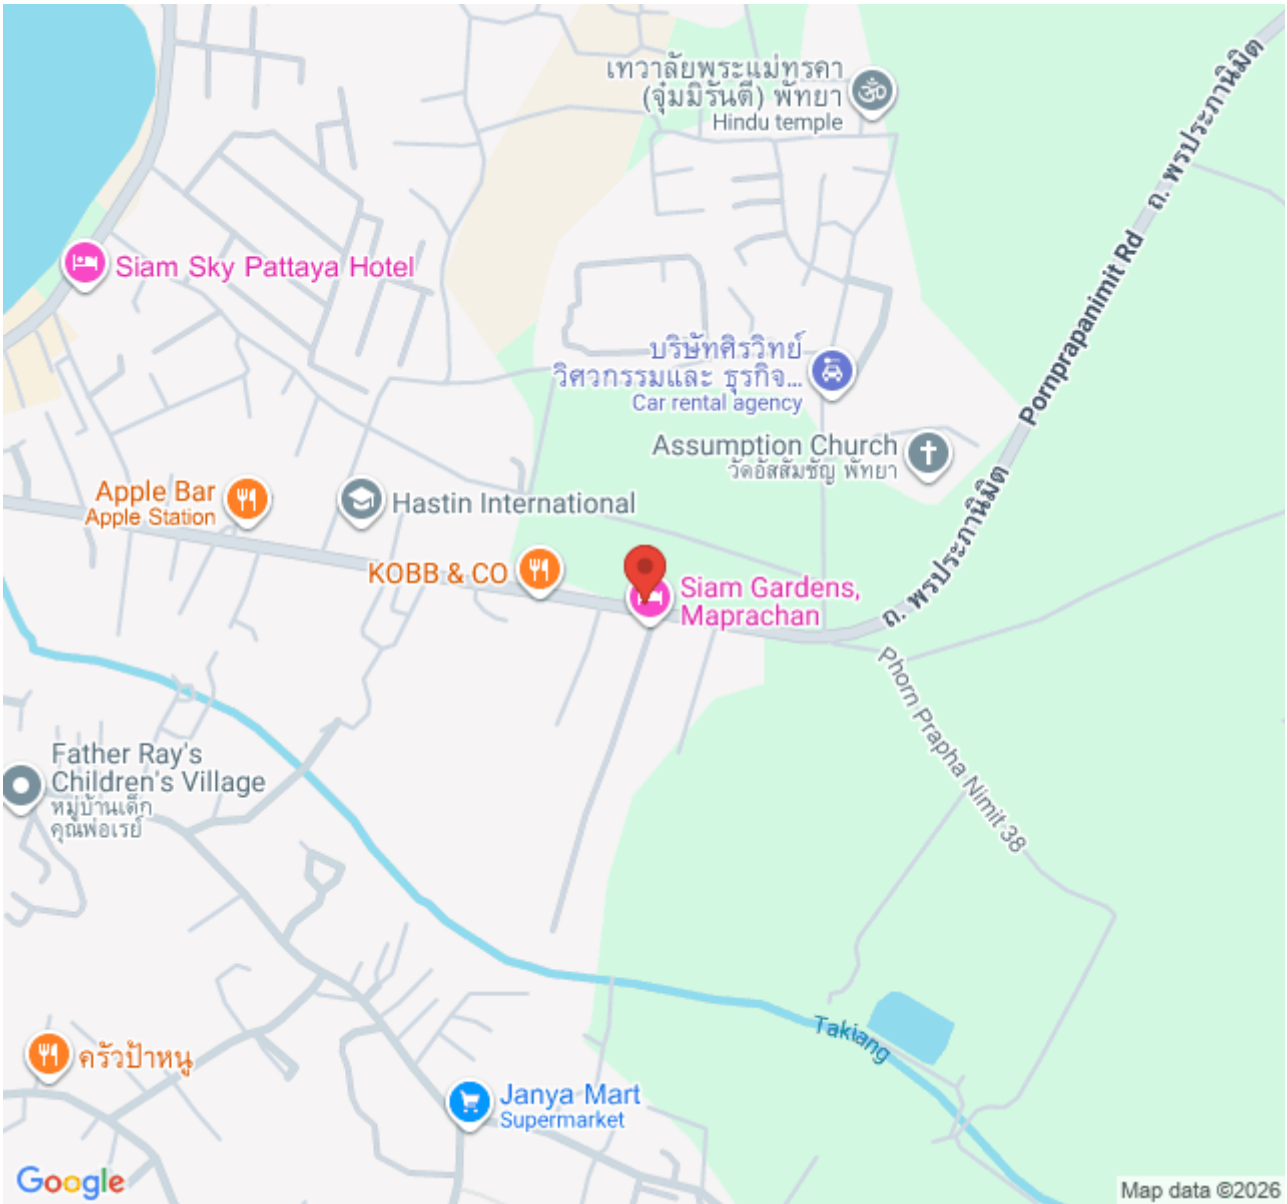 เทวาลัยพระแม่ทรคา
(จุ๋มมิรันตี) พัทยา
Hindu temple
ถ. พรประภานิมิต
Pornprapanimit Rd
Siam Sky Pattaya Hotel
บริษัทศิรวิทย์
วิศวกรรมและ ธุรกิจ...
Car rental agency
Assumption Church
วัดอัสสัมชัญ พัทยา
Apple Bar
Apple Station
Hastin International
ถ. พรประภานิมิต
KOBB & CO
Siam Gardens,
Maprachan
Phorn Prapha Nimit 38
Father Ray's
Children's Village
หมู่บ้านเด็ก
คุณพ่อเรย์
Takiang
ครัวป้าหนู
Janya Mart
Supermarket
Google
Map data ©2026